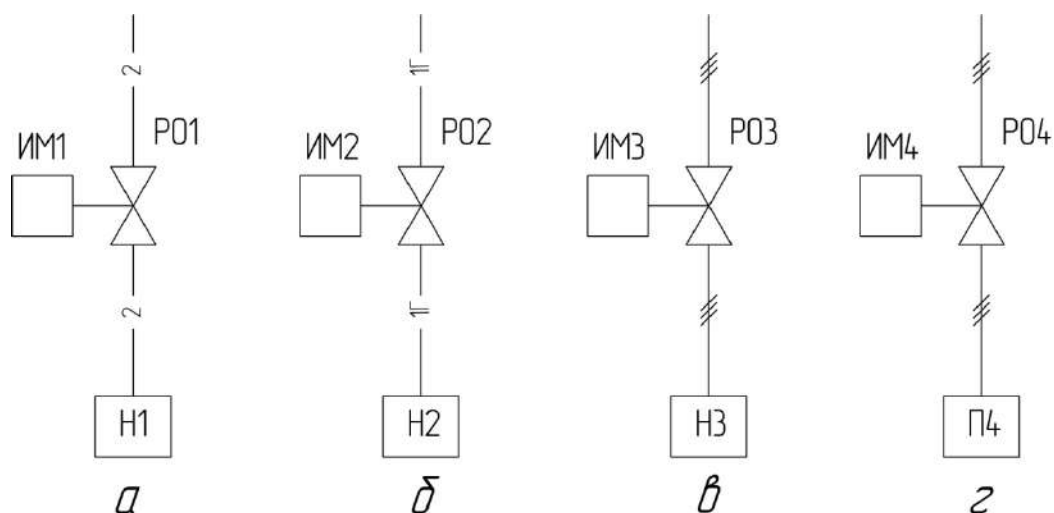 2 1Г
РО1 РО2 РО3 РО4
ИМ1 ИМ2 ИМ3 ИМ4
2 1Г
Н1 Н2 Н3 П4
а б в г